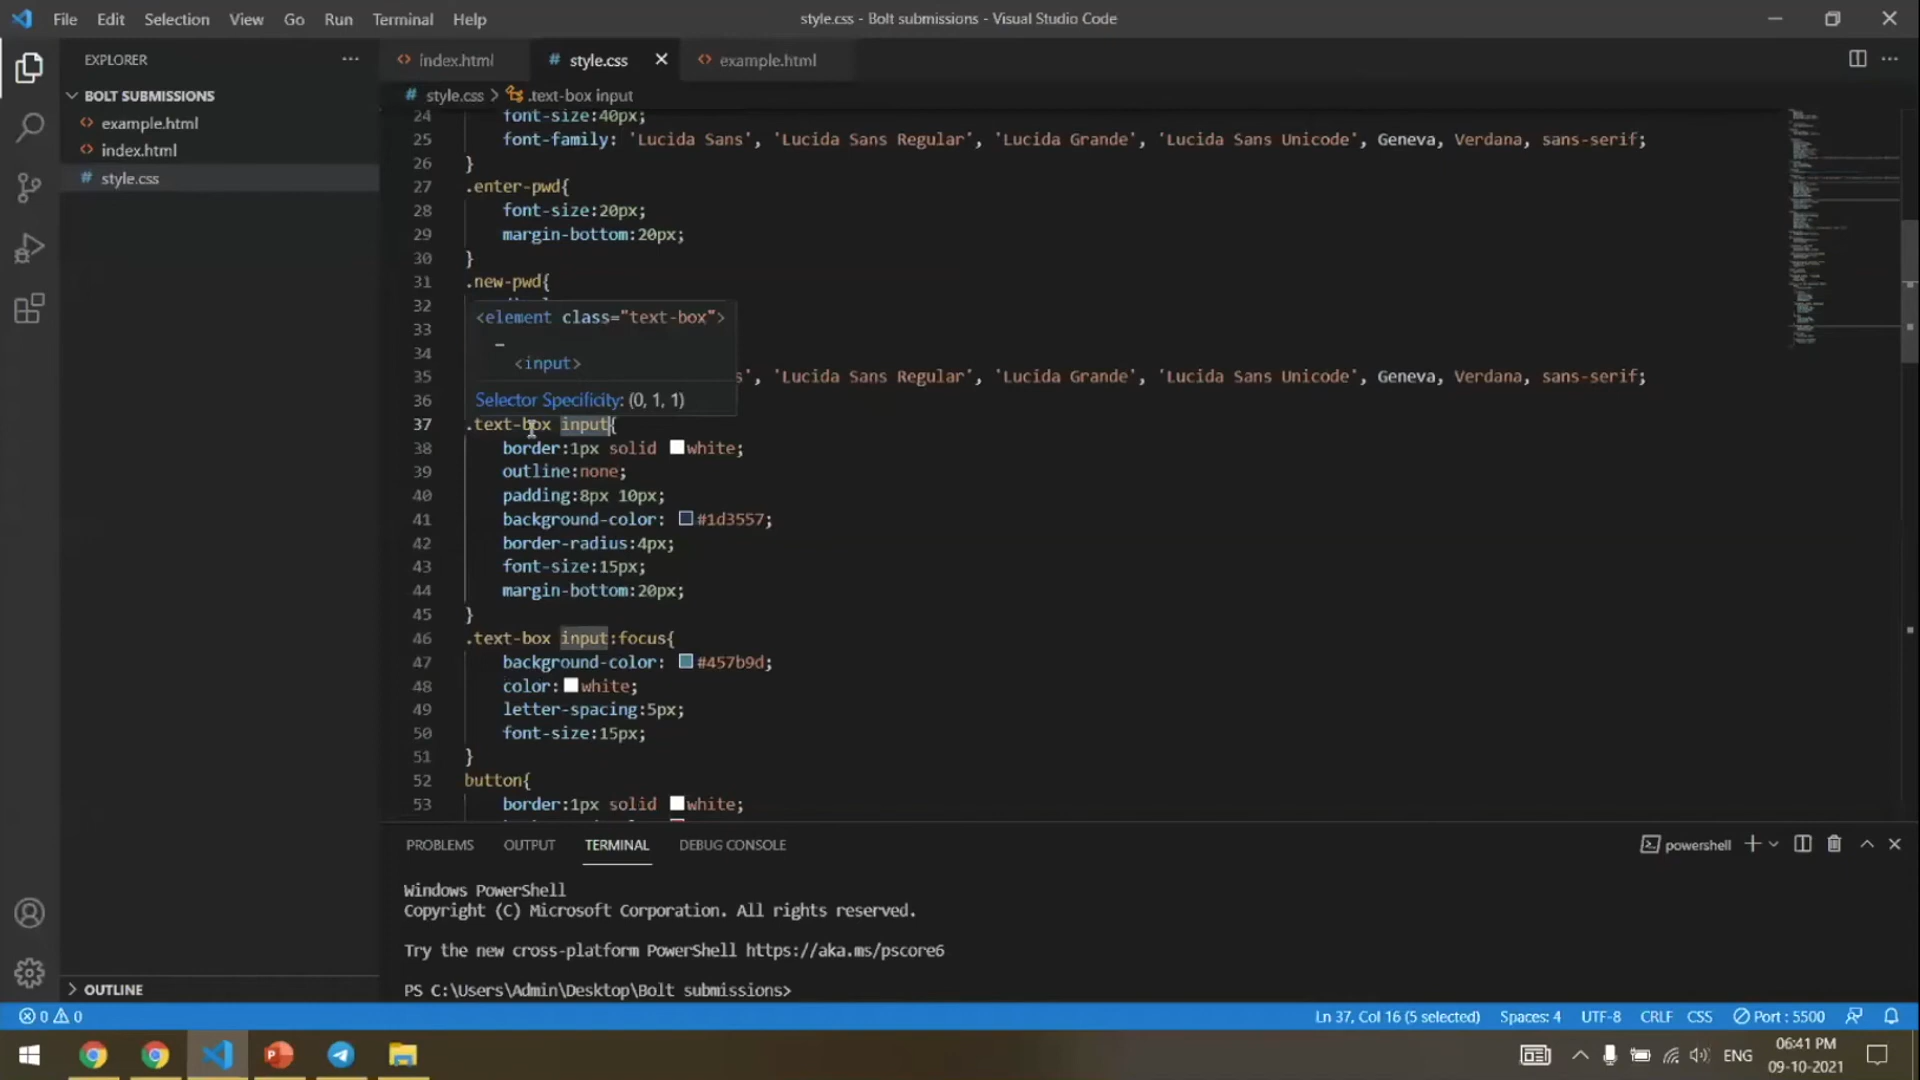 File Edit Selection View Go Run Terminal Help
style.css - Bolt submissions - Visual Studio Code
EXPLORER
BOLT SUBMISSIONS
example.html
index.html
style.css
OUTLINE
index.html
# style.css
example.html
# style.css > .text-box input
24 font-size:40px;
25 font-family: 'Lucida Sans', 'Lucida Sans Regular', 'Lucida Grande', 'Lucida Sans Unicode', Geneva, Verdana, sans-serif;
26 }
27 .enter-pwd{
28 font-size:20px;
29 margin-bottom:20px;
30 }
31 .new-pwd{
32
<element class="text-box">
33
…
34
<input>
35 s', 'Lucida Sans Regular', 'Lucida Grande', 'Lucida Sans Unicode', Geneva, Verdana, sans-serif;
36
Selector Specificity: (0, 1, 1)
37 .text-box input{
38 border:1px solid white;
39 outline:none;
40 padding:8px 10px;
41 background-color: #1d3557;
42 border-radius:4px;
43 font-size:15px;
44 margin-bottom:20px;
45 }
46 .text-box input:focus{
47 background-color: #457b9d;
48 color: white;
49 letter-spacing:5px;
50 font-size:15px;
51 }
52 button{
53 border:1px solid white;
PROBLEMS OUTPUT TERMINAL DEBUG CONSOLE
powershell
Windows PowerShell
Copyright (C) Microsoft Corporation. All rights reserved.
Try the new cross-platform PowerShell https://aka.ms/pscore6
PS C:\Users\Admin\Desktop\Bolt submissions>
0 0
Ln 37, Col 16 (5 selected) Spaces: 4 UTF-8 CRLF CSS Port : 5500
ENG
06:41 PM
09-10-2021